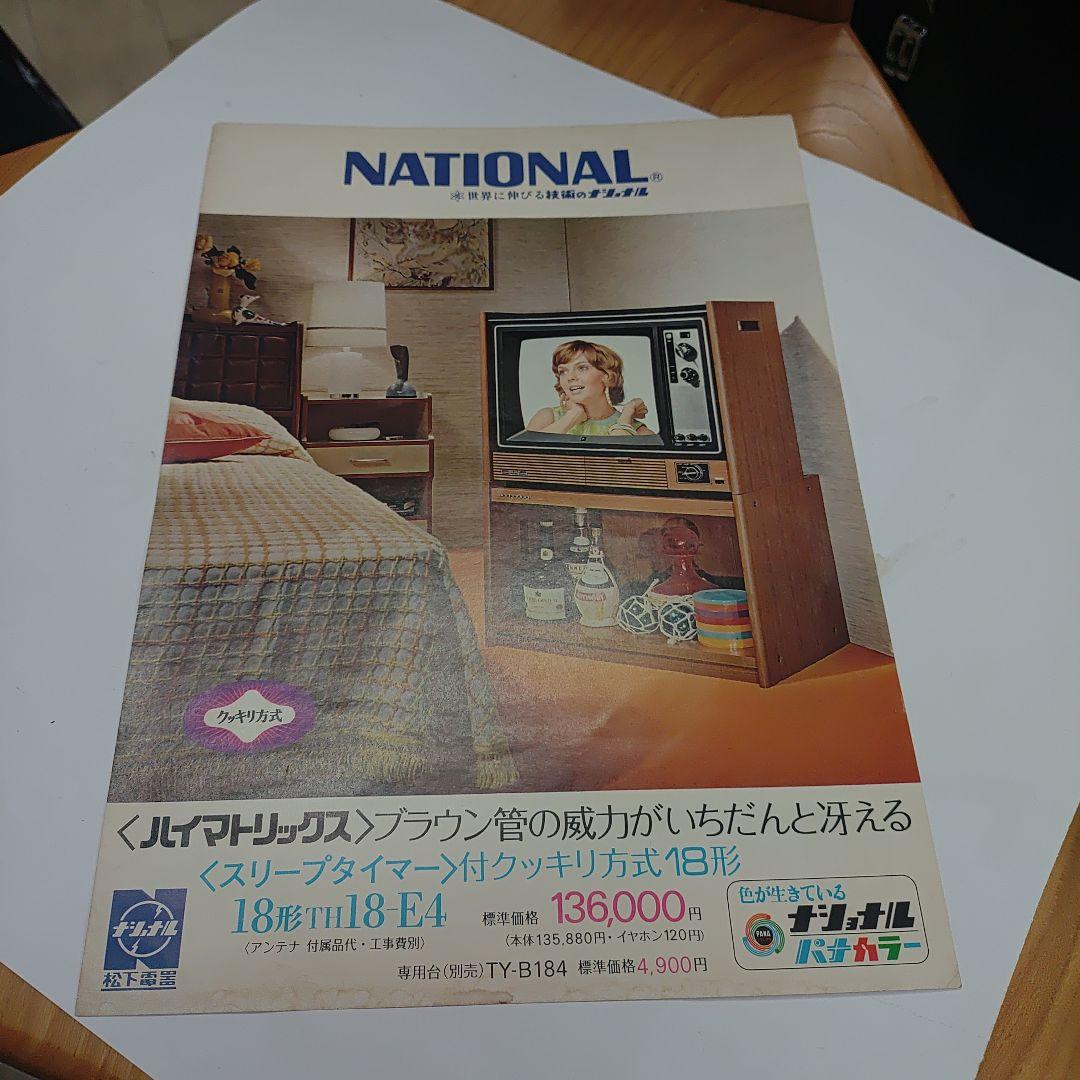 NATIONAL®
世界に伸びる技術のナショナル
クッキリ方式
〈ハイマトリックス〉ブラウン管の威力がいちだんと冴える
〈スリープタイマー〉付クッキリ方式18形
18形TH18-E4 標準価格 136,000円
〈アンテナ 付属品代・工事費別〉 (本体135,880円・イヤホン120円)
専用台(別売)TY-B184 標準価格4,900円
N
ナショナル
松下電器
色が生きている
PANA
ナショナル
パナカラー